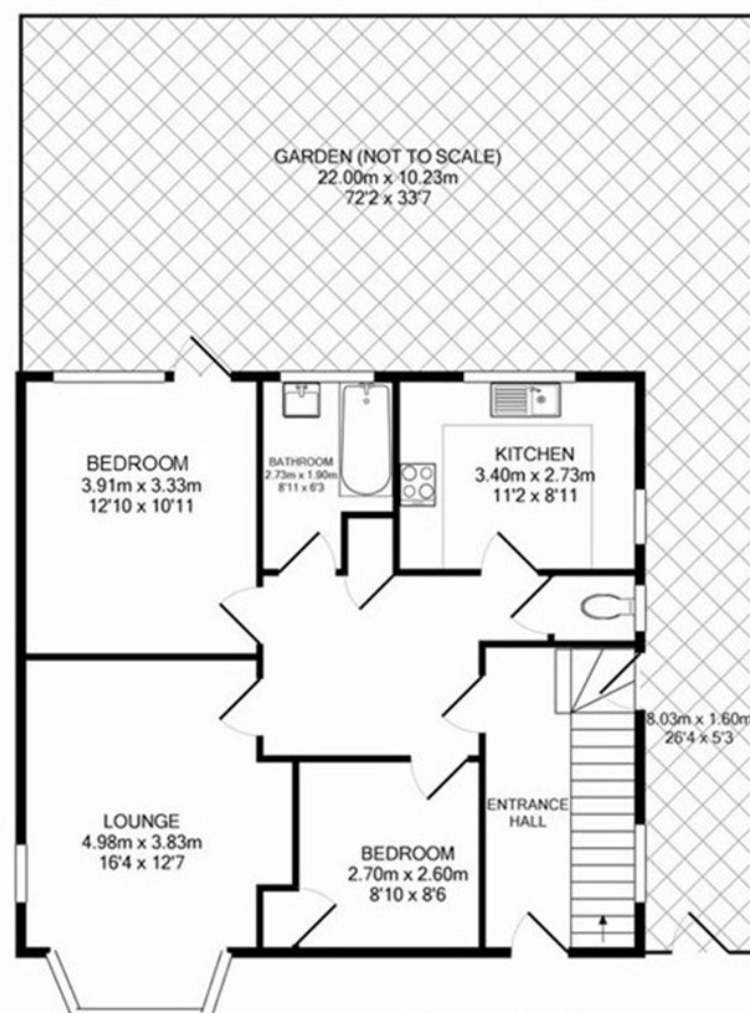 GARDEN (NOT TO SCALE)
22.00m x 10.23m
72'2 x 33'7
BEDROOM
3.91m x 3.33m
12'10 x 10'11
BATHROOM
2.73m x 1.90m
8'11 x 6'3
KITCHEN
3.40m x 2.73m
11'2 x 8'11
8.03m x 1.60m
26'4 x 5'3
LOUNGE
4.98m x 3.83m
16'4 x 12'7
BEDROOM
2.70m x 2.60m
8'10 x 8'6
ENTRANCE
HALL